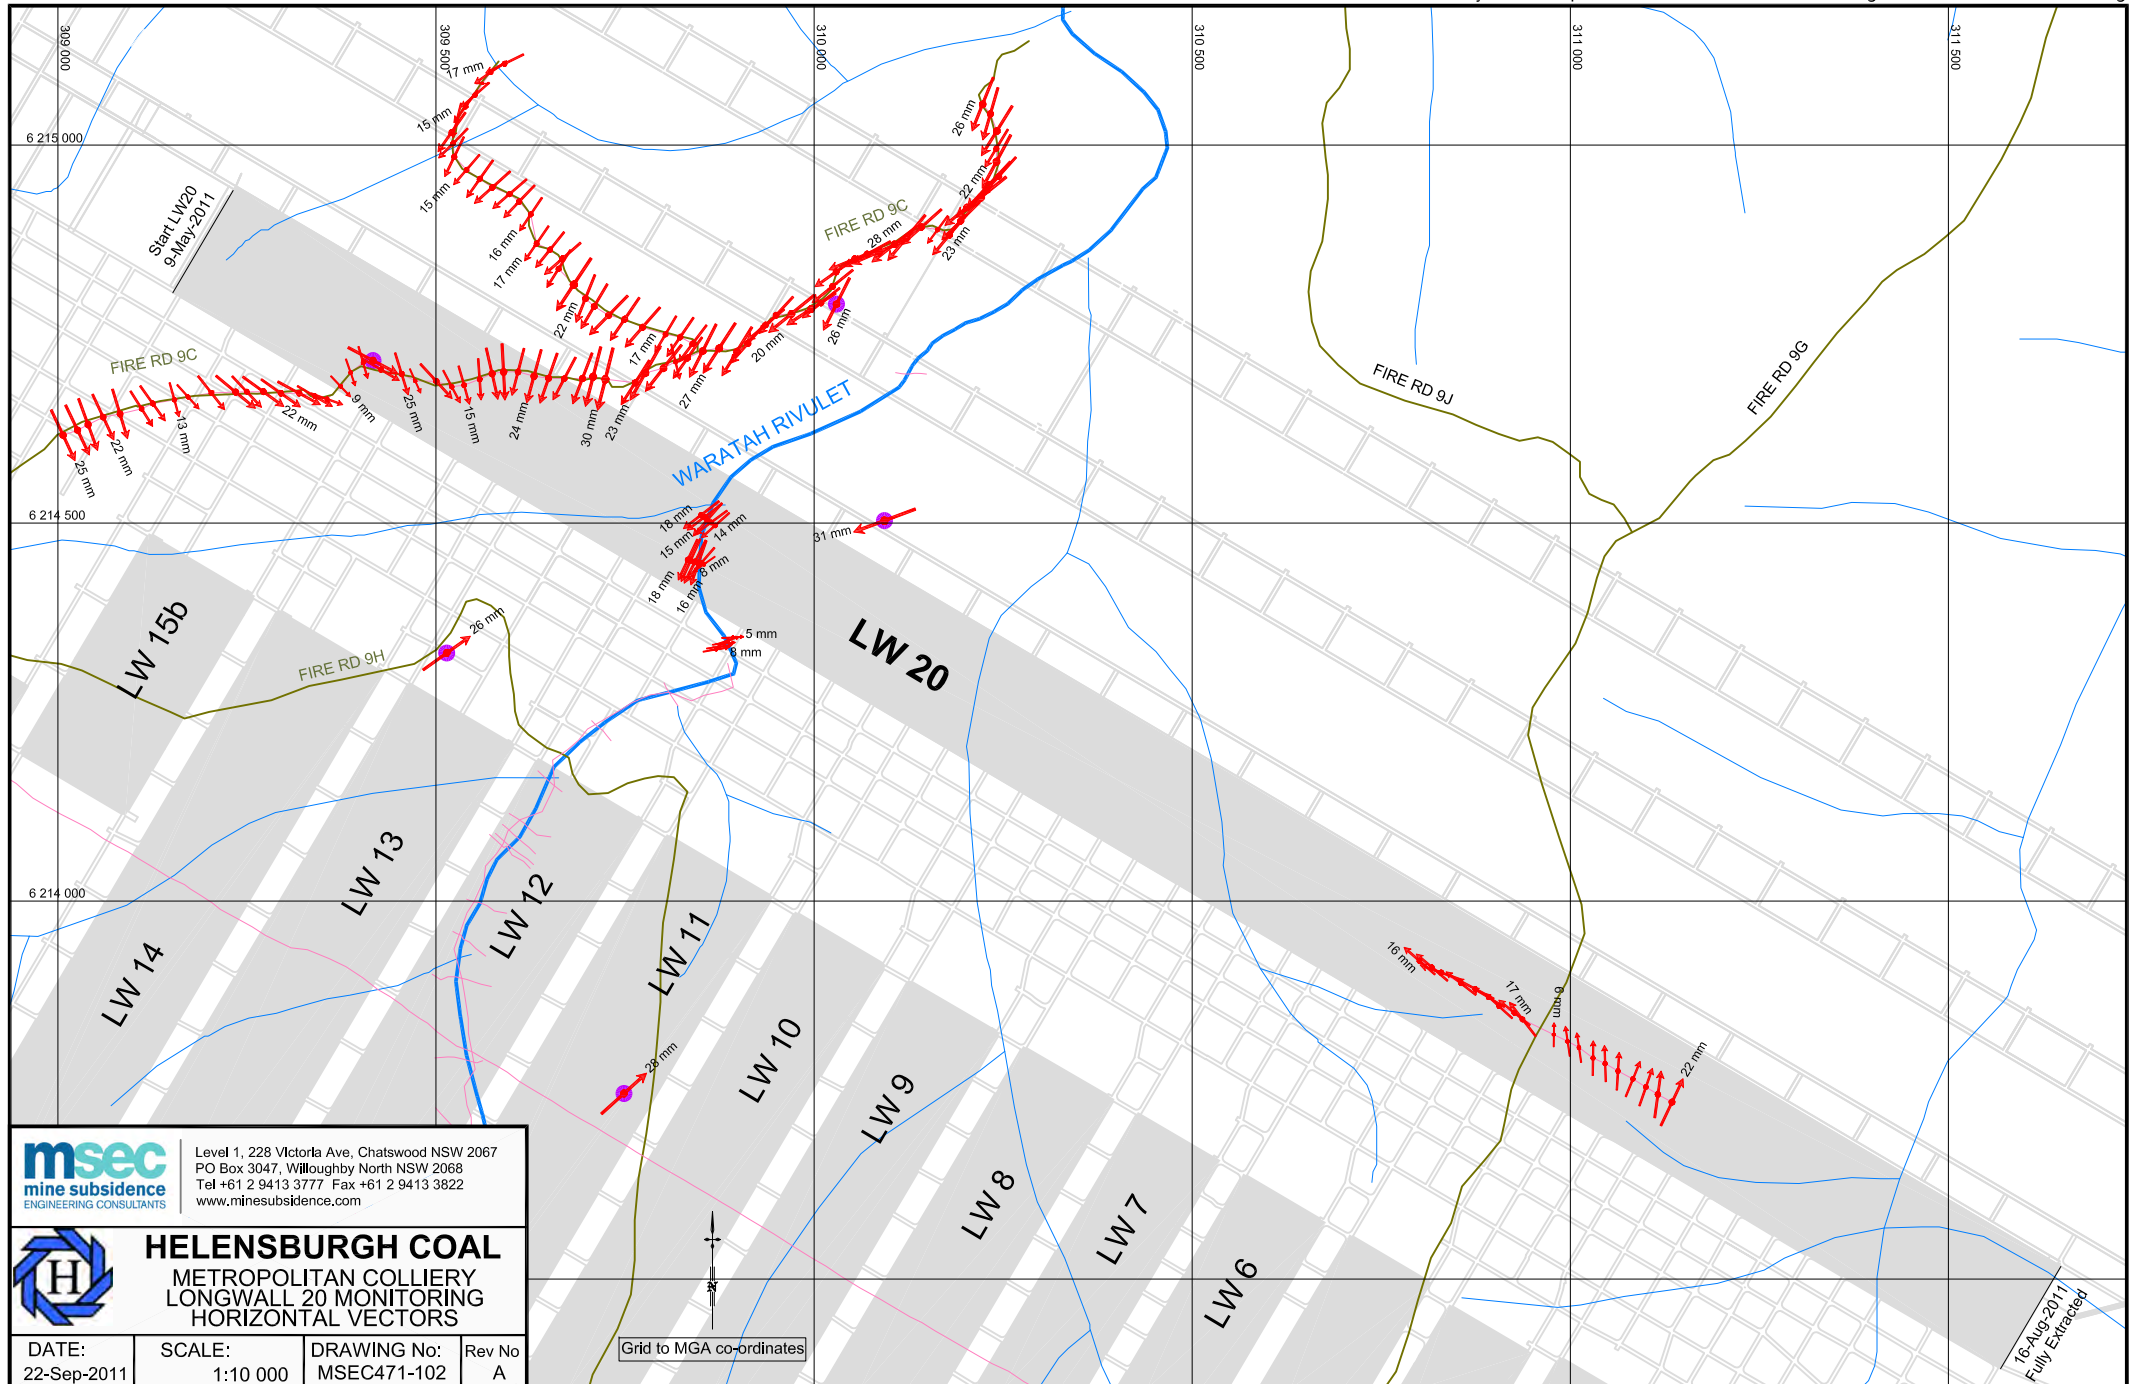 309 000
309 500
310 000
310 500
311 000
311 500
6 215 000
6 214 500
6 214 000
17 mm
15 mm
15 mm
16 mm
17 mm
22 mm
17 mm
26 mm
22 mm
23 mm
28 mm
FIRE RD 9C
26 mm
20 mm
27 mm
Start LW20
9-May-2011
FIRE RD 9C
25 mm
22 mm
13 mm
22 mm
9 mm
25 mm
15 mm
24 mm
30 mm
23 mm
WARATAH RIVULET
FIRE RD 9J
FIRE RD 9G
18 mm
14 mm
15 mm
8 mm
18 mm
16 mm
31 mm
5 mm
8 mm
26 mm
FIRE RD 9H
LW 15b
LW 20
LW 14
LW 13
LW 12
LW 11
LW 10
LW 9
LW 8
LW 7
LW 6
28 mm
16 mm
17 mm
6 mm
22 mm
16-Aug-2011
Fully Extracted
Grid to MGA co-ordinates
msec
mine subsidence
ENGINEERING CONSULTANTS
Level 1, 228 Victoria Ave, Chatswood NSW 2067
PO Box 3047, Willoughby North NSW 2068
Tel +61 2 9413 3777 Fax +61 2 9413 3822
www.minesubsidence.com
H
HELENSBURGH COAL
METROPOLITAN COLLIERY
LONGWALL 20 MONITORING
HORIZONTAL VECTORS
DATE:
22-Sep-2011
SCALE:
1:10 000
DRAWING No:
MSEC471-102
Rev No
A